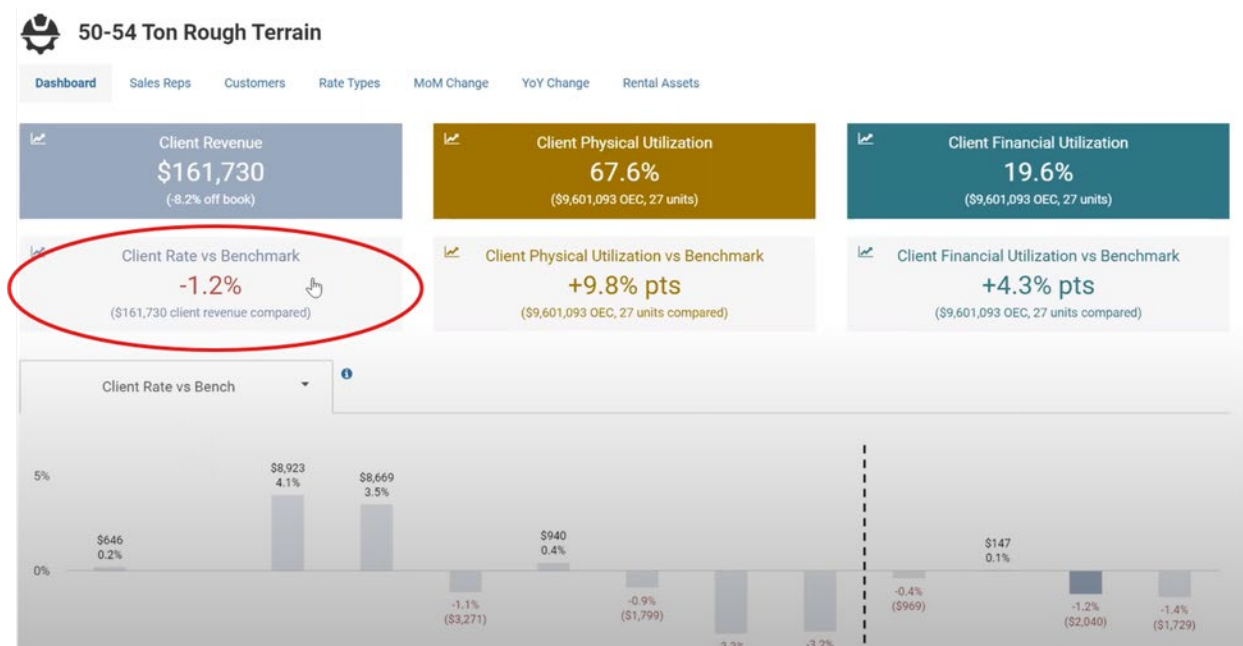 50-54 Ton Rough Terrain
Dashboard Sales Reps Customers Rate Types MoM Change YoY Change Rental Assets
Client Revenue
$161,730
(-8.2% off book)
Client Physical Utilization
67.6%
($9,601,093 OEC, 27 units)
Client Financial Utilization
19.6%
($9,601,093 OEC, 27 units)
Client Rate vs Benchmark
-1.2%
($161,730 client revenue compared)
Client Physical Utilization vs Benchmark
+9.8% pts
($9,601,093 OEC, 27 units compared)
Client Financial Utilization vs Benchmark
+4.3% pts
($9,601,093 OEC, 27 units compared)
Client Rate vs Bench
5%
0%
$646
0.2%
$8,923
4.1%
$8,669
3.5%
-1.1%
($3,271)
$940
0.4%
-0.9%
($1,799)
-3.2%
-0.4%
($969)
$147
0.1%
-1.2%
($2,040)
-1.4%
($1,729)